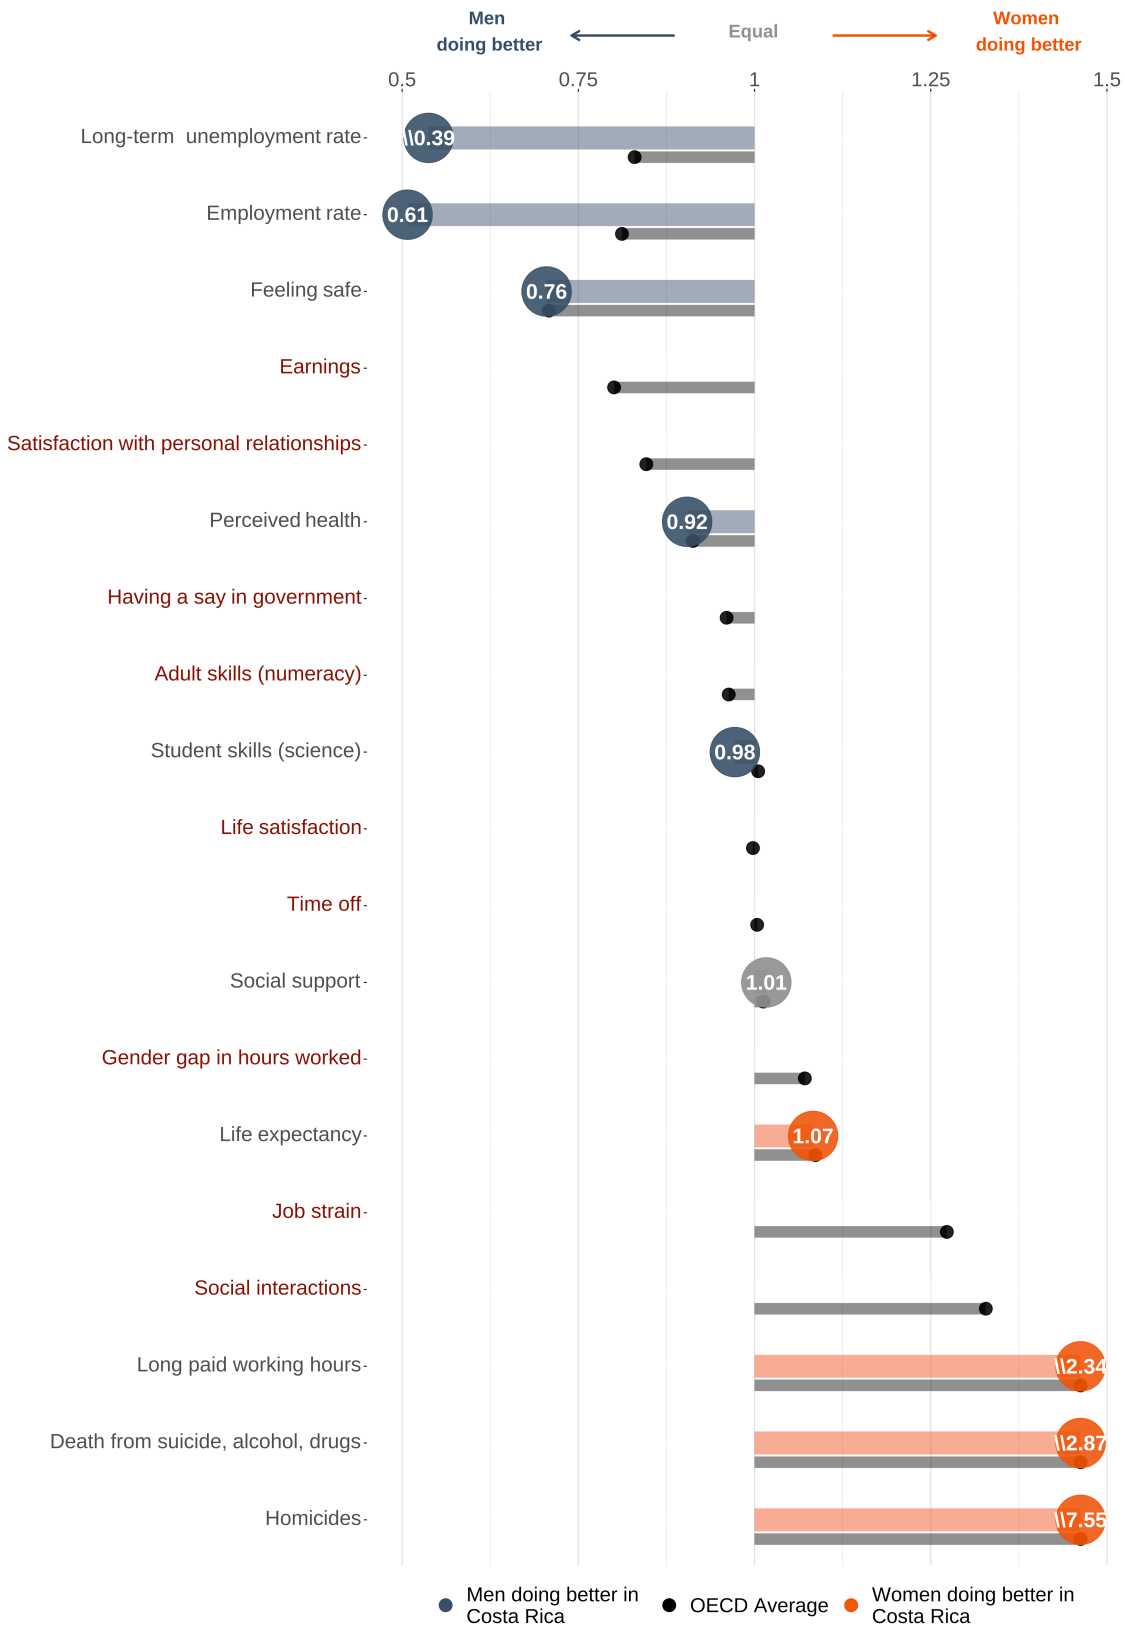 Men
doing better
Equal
Women
doing better
0.5 0.75 1 1.25 1.5
Long-term  unemployment rate
\\0.39
Employment rate
0.61
Feeling safe
0.76
Earnings
Satisfaction with personal relationships
Perceived health
0.92
Having a say in government
Adult skills (numeracy)
Student skills (science)
0.98
Life satisfaction
Time off
Social support
1.01
Gender gap in hours worked
Life expectancy
1.07
Job strain
Social interactions
Long paid working hours
\\2.34
Death from suicide, alcohol, drugs
\\2.87
Homicides
\\7.55
Men doing better in
Costa Rica
OECD Average
Women doing better in
Costa Rica